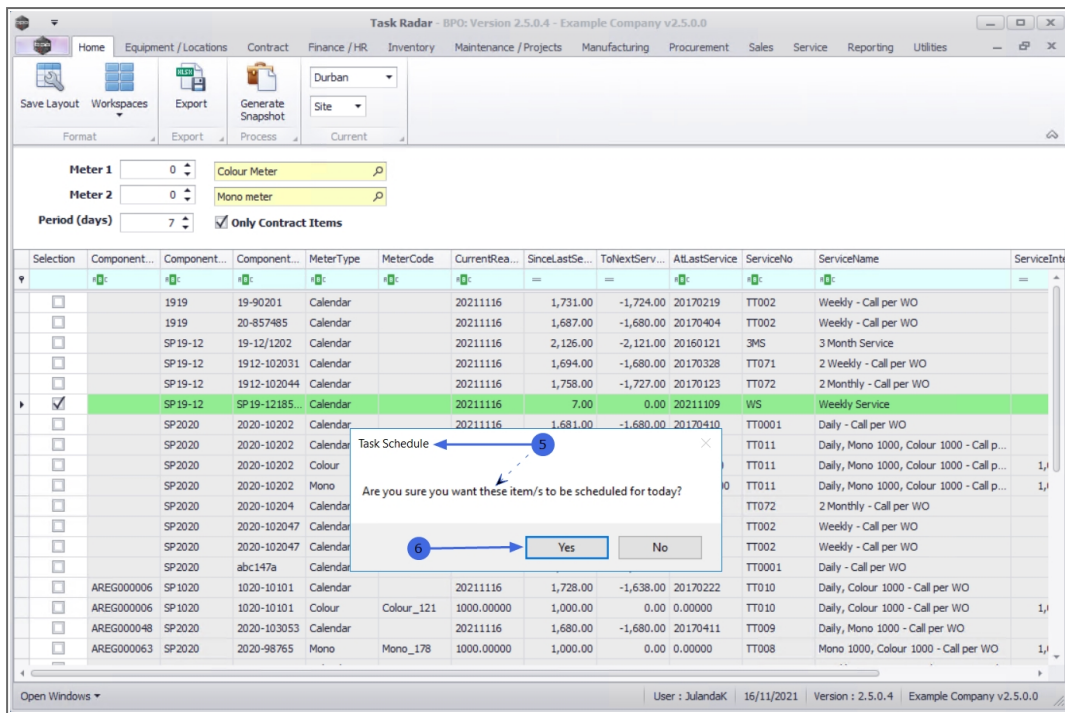 Task Radar - BPO: Version 2.5.0.4 - Example Company v2.5.0.0
Home Equipment / Locations Contract Finance / HR Inventory Maintenance / Projects Manufacturing Procurement Sales Service Reporting Utilities
Save Layout Workspaces Export Generate Snapshot Durban
Site
Format Export Process Current
Meter 1 0 Colour Meter
Meter 2 0 Mono meter
Period (days) 7 Only Contract Items
Selection Component... Component... Component... MeterType MeterCode CurrentRea... SinceLastSe... ToNextServ... AtLastService ServiceNo ServiceName ServiceInte
1919 19-90201 Calendar 20211116 1,731.00 -1,724.00 20170219 TT002 Weekly - Call per WO
1919 20-857485 Calendar 20211116 1,687.00 -1,680.00 20170404 TT002 Weekly - Call per WO
SP19-12 19-12/1202 Calendar 20211116 2,126.00 -2,121.00 20160121 3MS 3 Month Service
SP19-12 1912-102031 Calendar 20211116 1,694.00 -1,680.00 20170328 TT071 2 Weekly - Call per WO
SP19-12 1912-102044 Calendar 20211116 1,758.00 -1,727.00 20170123 TT072 2 Monthly - Call per WO
SP19-12 SP19-12185... Calendar 20211116 7.00 0.00 20211109 WS Weekly Service
SP2020 2020-10202 Calendar 20211116 1,681.00 -1,680.00 20170410 TT0001 Daily - Call per WO
SP2020 2020-10202 Calendar TT011 Daily, Mono 1000, Colour 1000 - Call p...
SP2020 2020-10202 Colour TT011 Daily, Mono 1000, Colour 1000 - Call p...
SP2020 2020-10202 Mono TT011 Daily, Mono 1000, Colour 1000 - Call p...
SP2020 2020-10204 Calendar TT072 2 Monthly - Call per WO
SP2020 2020-102047 Calendar TT002 Weekly - Call per WO
SP2020 2020-102047 Calendar TT002 Weekly - Call per WO
SP2020 abc147a Calendar TT0001 Daily - Call per WO
AREG000006 SP1020 1020-10101 Calendar 20211116 1,728.00 -1,638.00 20170222 TT010 Daily, Colour 1000 - Call per WO
AREG000006 SP1020 1020-10101 Colour Colour_121 1000.00000 1,000.00 0.00 0.00000 TT010 Daily, Colour 1000 - Call per WO
AREG000048 SP2020 2020-103053 Calendar 20211116 1,680.00 -1,680.00 20170411 TT009 Daily, Mono 1000 - Call per WO
AREG000063 SP2020 2020-98765 Mono Mono_178 1000.00000 1,000.00 0.00 0.00000 TT008 Mono 1000, Colour 1000 - Call per WO
Task Schedule 5
Are you sure you want these item/s to be scheduled for today?
6 Yes No
Open Windows User : JulandaK 16/11/2021 Version : 2.5.0.4 Example Company v2.5.0.0